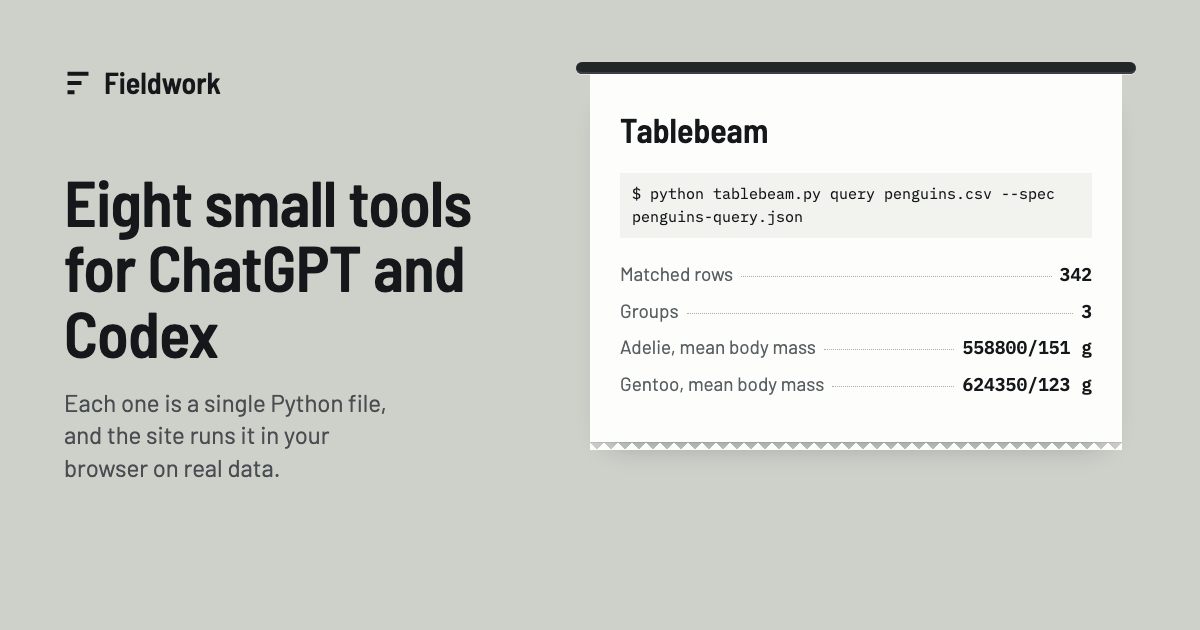 Fieldwork
Eight small tools
for ChatGPT and
Codex
Each one is a single Python file,
and the site runs it in your
browser on real data.
Tablebeam
$ python tablebeam.py query penguins.csv --spec
penguins-query.json
Matched rows 342
Groups 3
Adelie, mean body mass 558800/151 g
Gentoo, mean body mass 624350/123 g